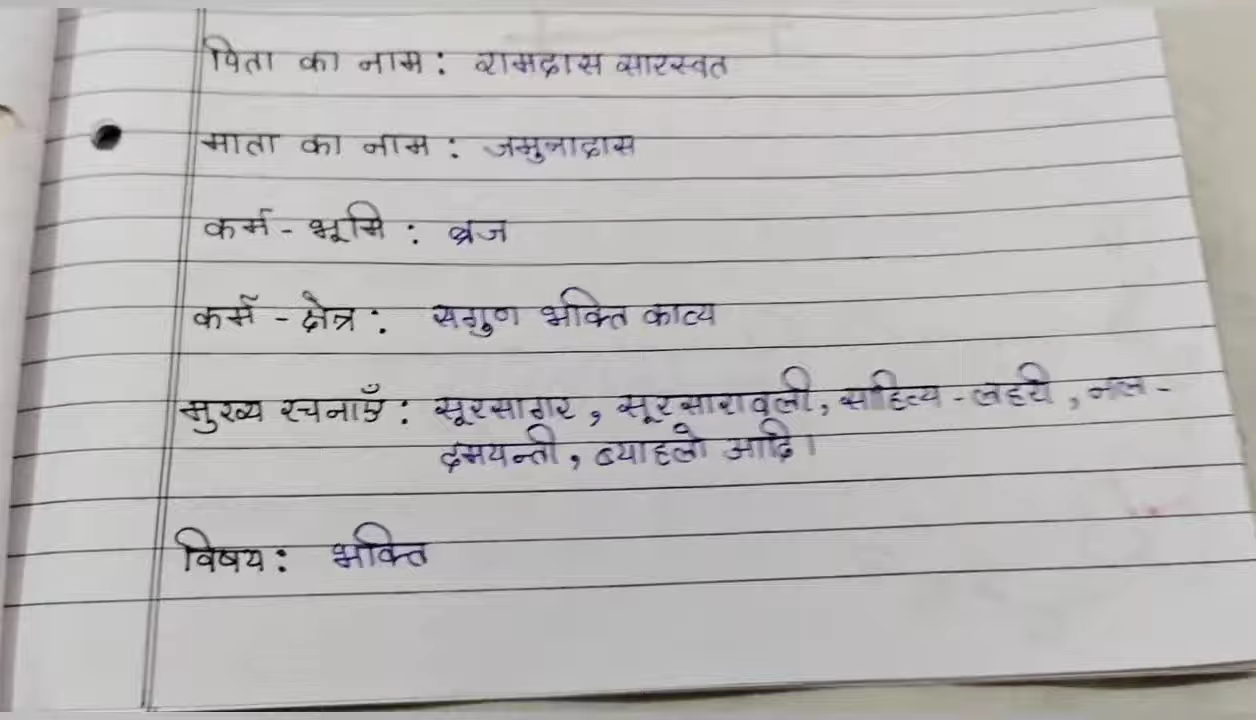 पिता का नाम : रामदास सारस्वत
माता का नाम : जमुनादास
कर्म - भूमि : ब्रज
कर्म - क्षेत्र : सगुण भक्ति काव्य
मुख्य रचनाएँ : सूरसागर , सूरसारावली, साहित्य - लहरी , नल -
दमयन्ती , ब्याहलो आदि।
विषय : भक्ति